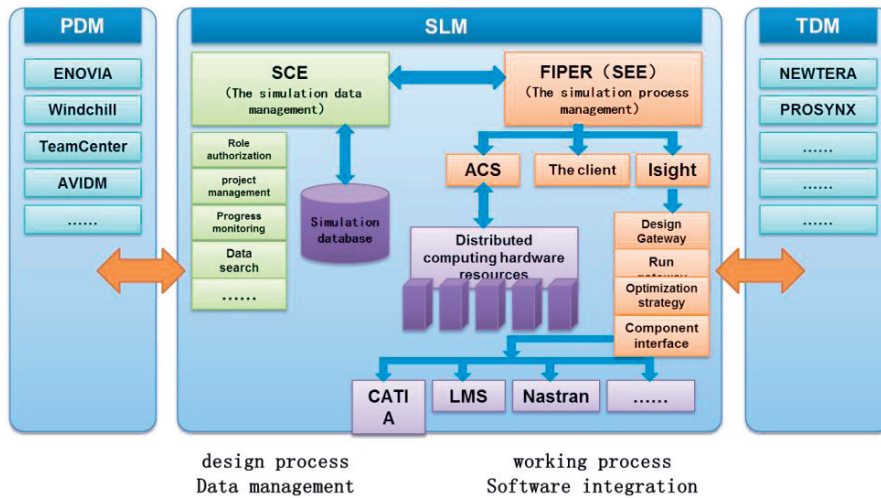 PDM
ENOVIA
Windchill
TeamCenter
AVIDM
......
SLM
SCE
(The simulation data
management)
Role
authorization
project
management
Progress
monitoring
Data
search
......
Simulation
database
FIPER (SEE)
(The simulation process
management)
ACS
The client
Isight
Distributed
computing hardware
resources
Design
Gateway
Run
gateway
Optimization
strategy
Component
interface
CATI
A
LMS
Nastran
......
TDM
NEWTERA
PROSYNX
......
......
......
design process
Data management
working process
Software integration